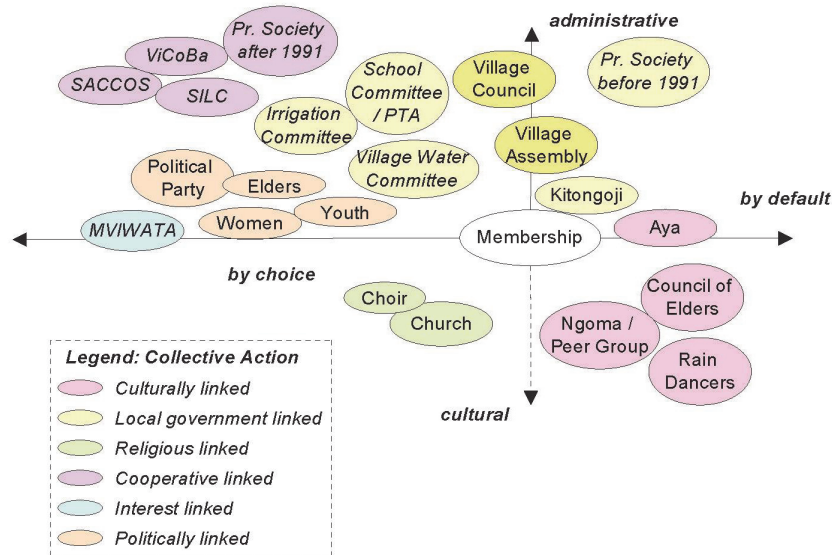 administrative
Pr. Society
after 1991
ViCoBa
SACCOS
SILC
School
Committee
/ PTA
Village
Council
Pr. Society
before 1991
Irrigation
Committee
Village
Assembly
Village Water
Committee
Political
Party
Elders
Kitongoji
by default
Women
Youth
MVIWATA
Membership
Aya
by choice
Choir
Church
Council of
Elders
Ngoma /
Peer Group
Rain
Dancers
cultural
Legend: Collective Action
Culturally linked
Local government linked
Religious linked
Cooperative linked
Interest linked
Politically linked